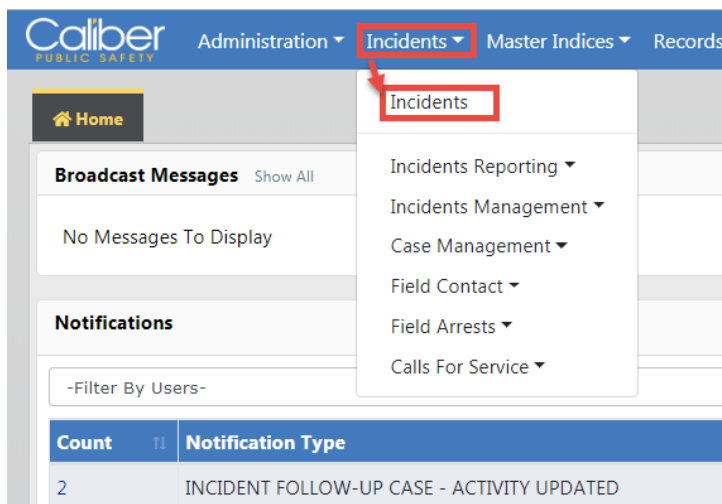 Caliber
PUBLIC SAFETY
Administration Incidents Master Indices Records
Incidents
Home
Incidents Reporting
Broadcast Messages Show All
Incidents Management
No Messages To Display
Case Management
Field Contact
Notifications
Field Arrests
Calls For Service
-Filter By Users-
Count Notification Type
2 INCIDENT FOLLOW-UP CASE - ACTIVITY UPDATED